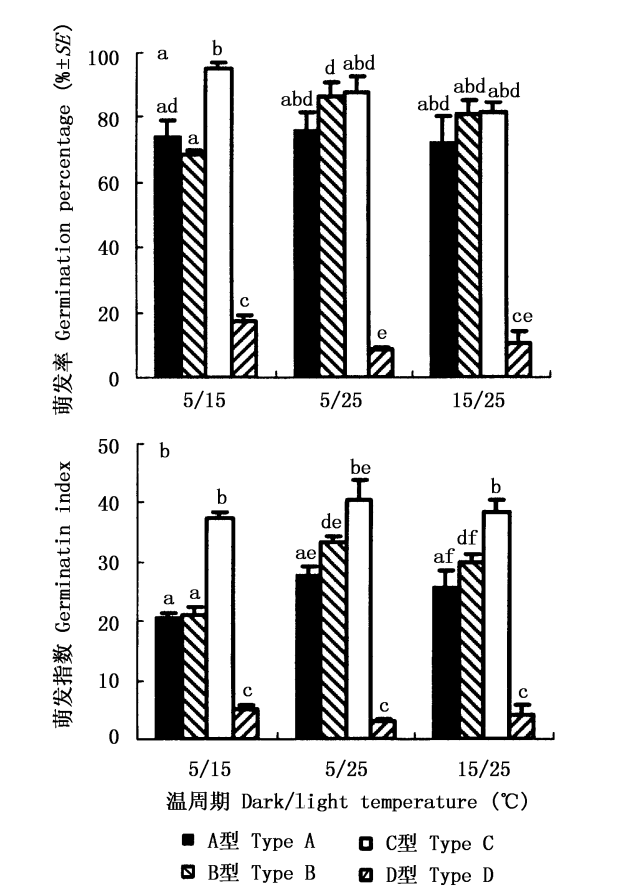 萌发率 Germination percentage (%±SE)
a
100
80
60
40
20
0
ad
a
b
c
abd
d
abd
e
abd
abd
abd
ce
5/15
5/25
15/25
萌发指数 Germinatin index
b
50
40
30
20
10
0
a
a
b
c
ae
de
be
c
af
df
b
c
5/15
5/25
15/25
温周期 Dark/light temperature (℃)
A型 Type A
C型 Type C
B型 Type B
D型 Type D